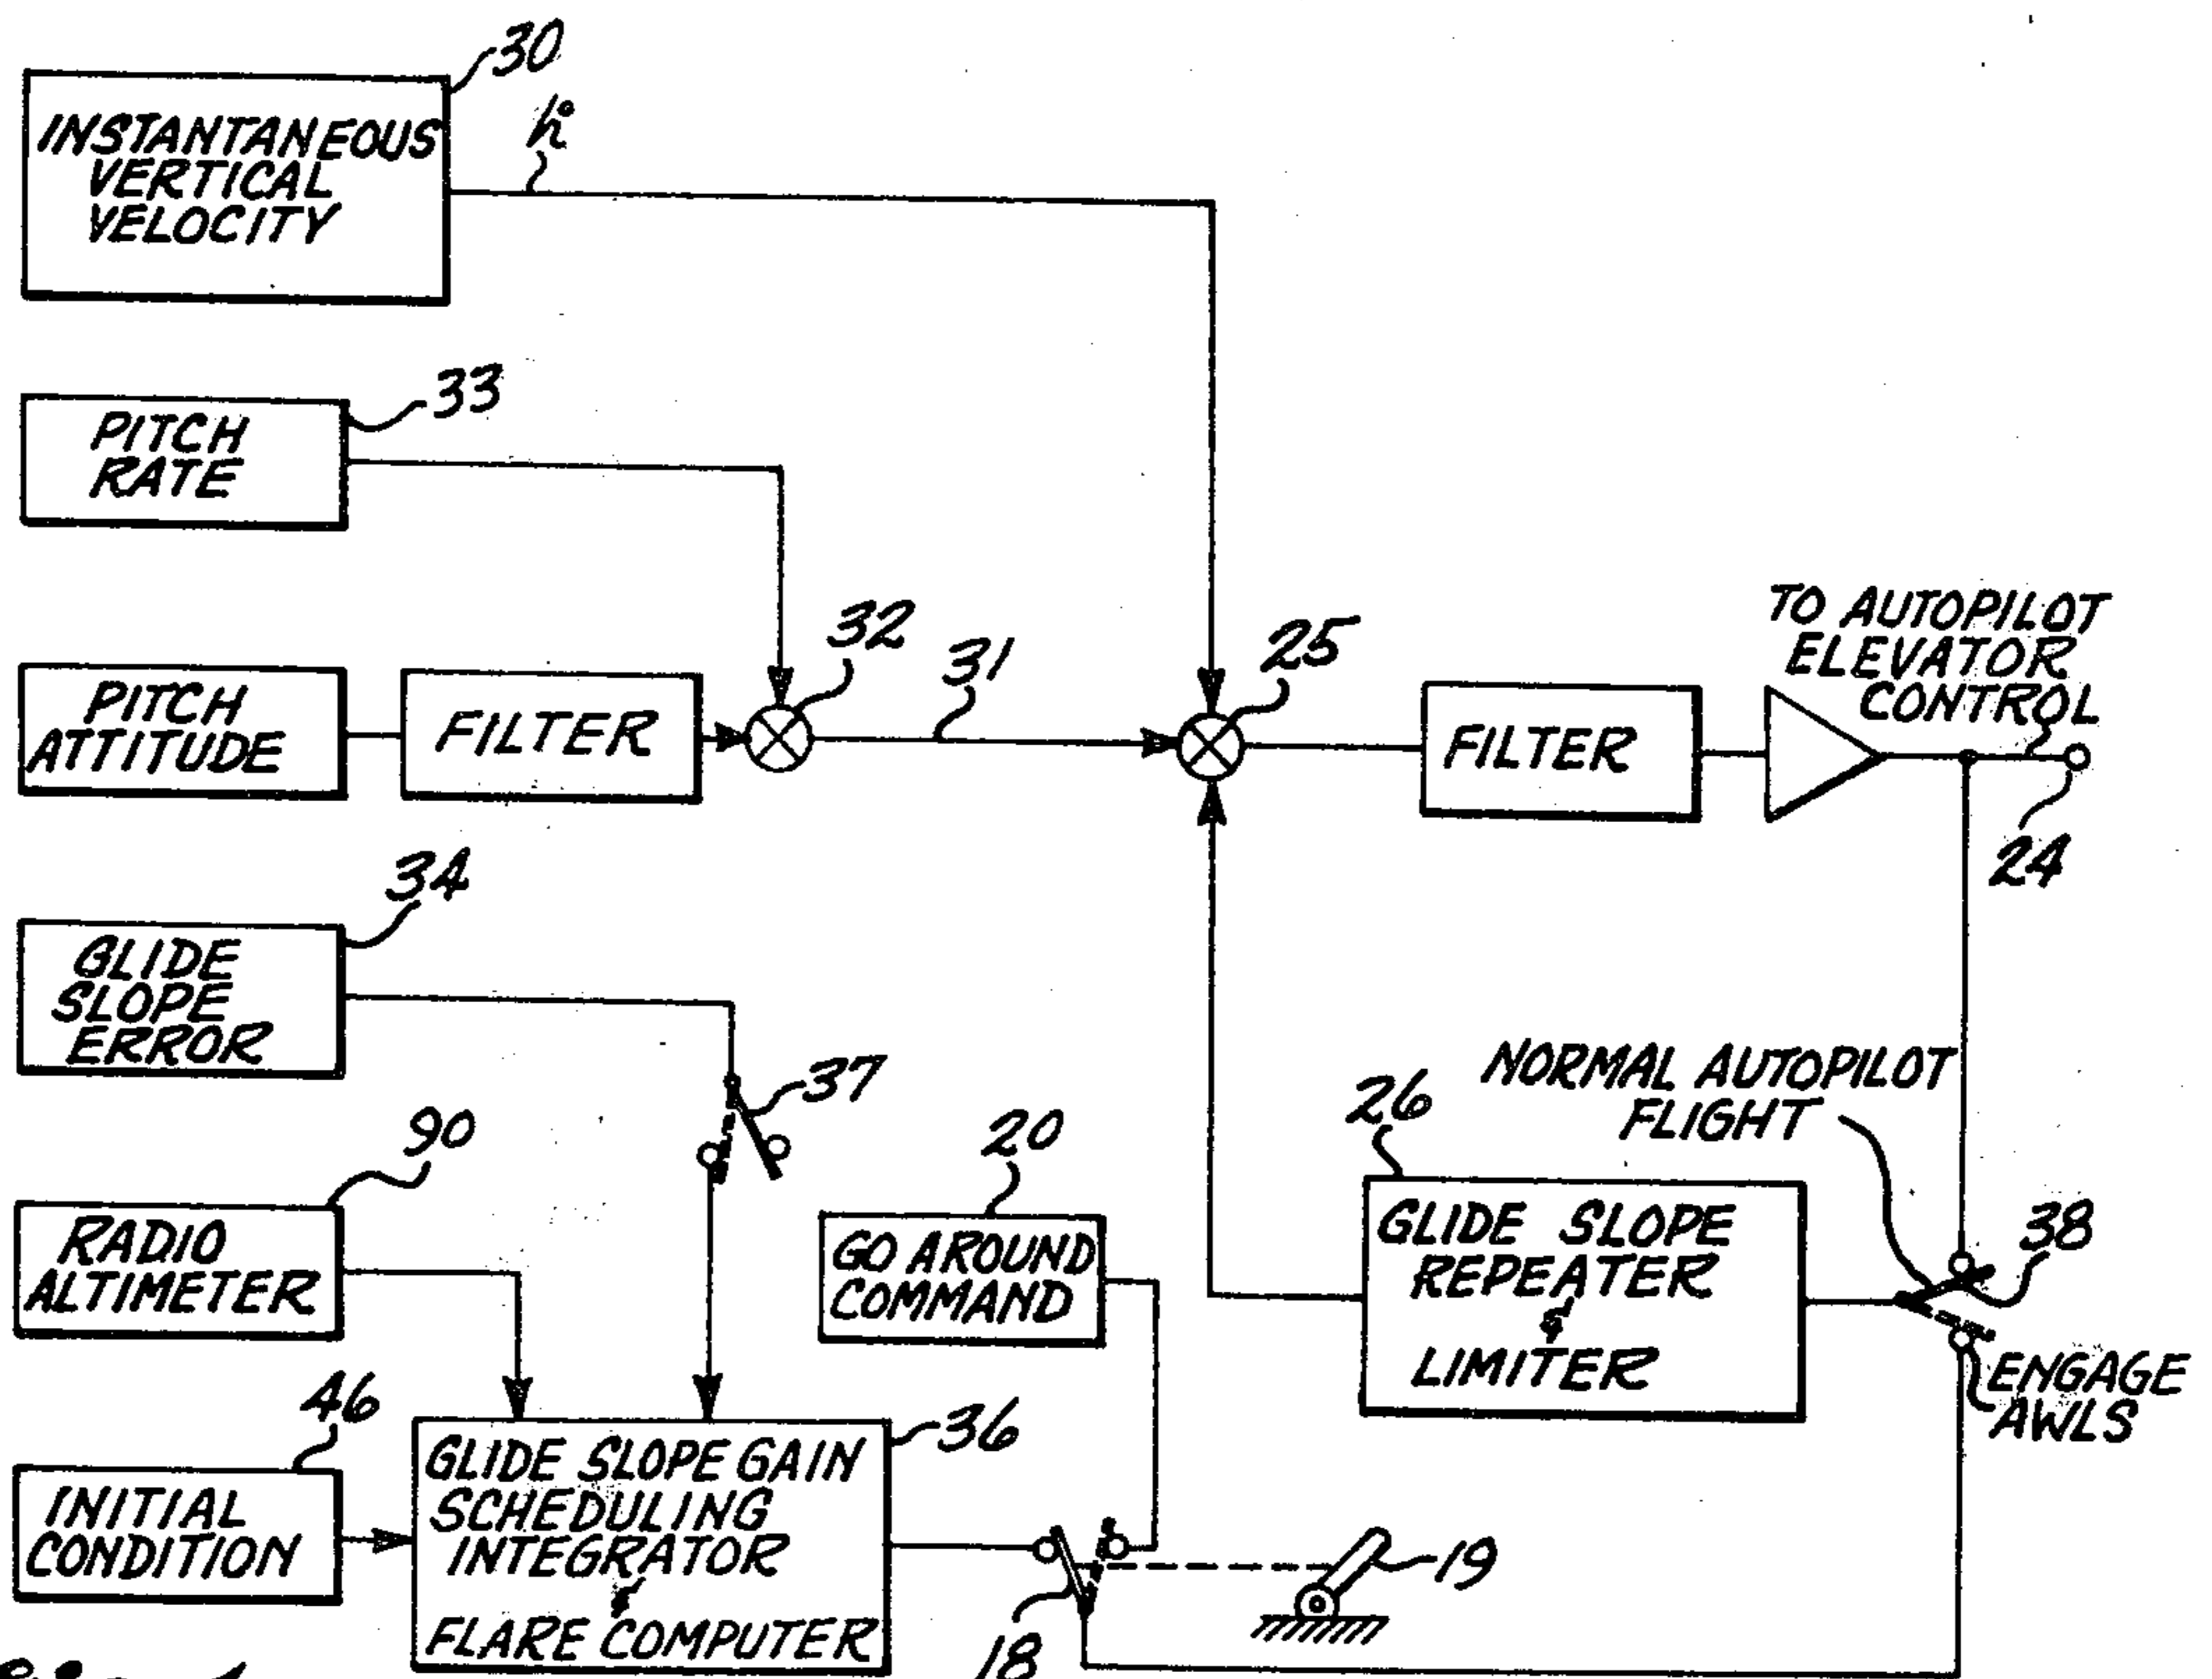 30
INSTANTANEOUS
VERTICAL
VELOCITY
ḣ
33
PITCH
RATE
32
31
25
TO AUTOPILOT
ELEVATOR
CONTROL
PITCH
ATTITUDE
FILTER
FILTER
24
34
GLIDE
SLOPE
ERROR
37
NORMAL AUTOPILOT
FLIGHT
26
90
20
RADIO
ALTIMETER
GO AROUND
COMMAND
GLIDE SLOPE
REPEATER
&
LIMITER
38
ENGAGE
AWLS
46
36
INITIAL
CONDITION
GLIDE SLOPE GAIN
SCHEDULING
INTEGRATOR
&
FLARE COMPUTER
19
18